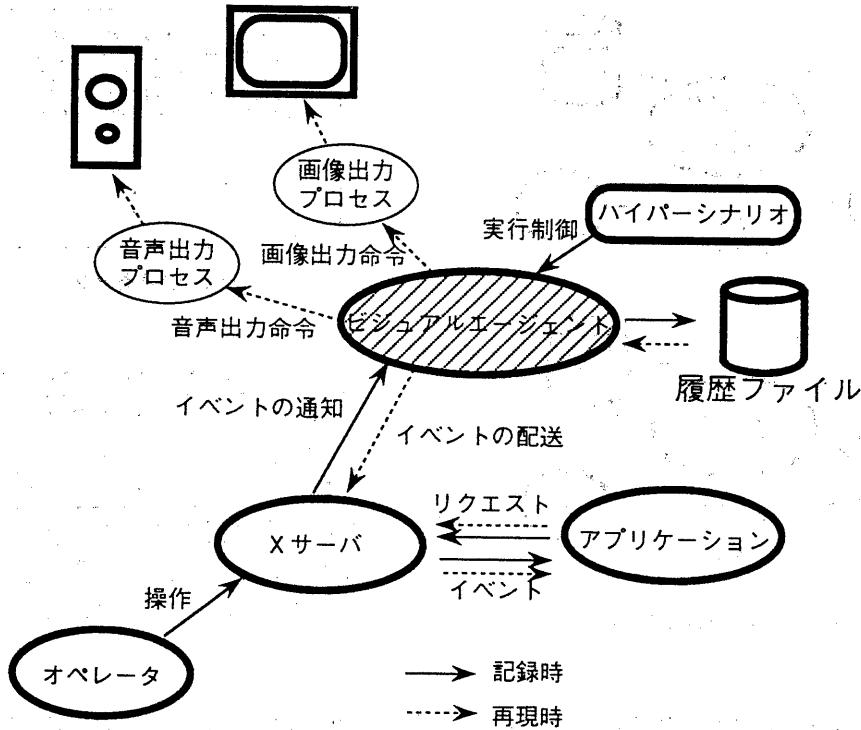 画像出力
プロセス
ハイパーシナリオ
実行制御
音声出力
プロセス
画像出力命令
音声出力命令
ビジュアルエージェント
履歴ファイル
イベントの通知
イベントの配送
リクエスト
Xサーバ
アプリケーション
イベント
操作
オペレータ
記録時
再現時